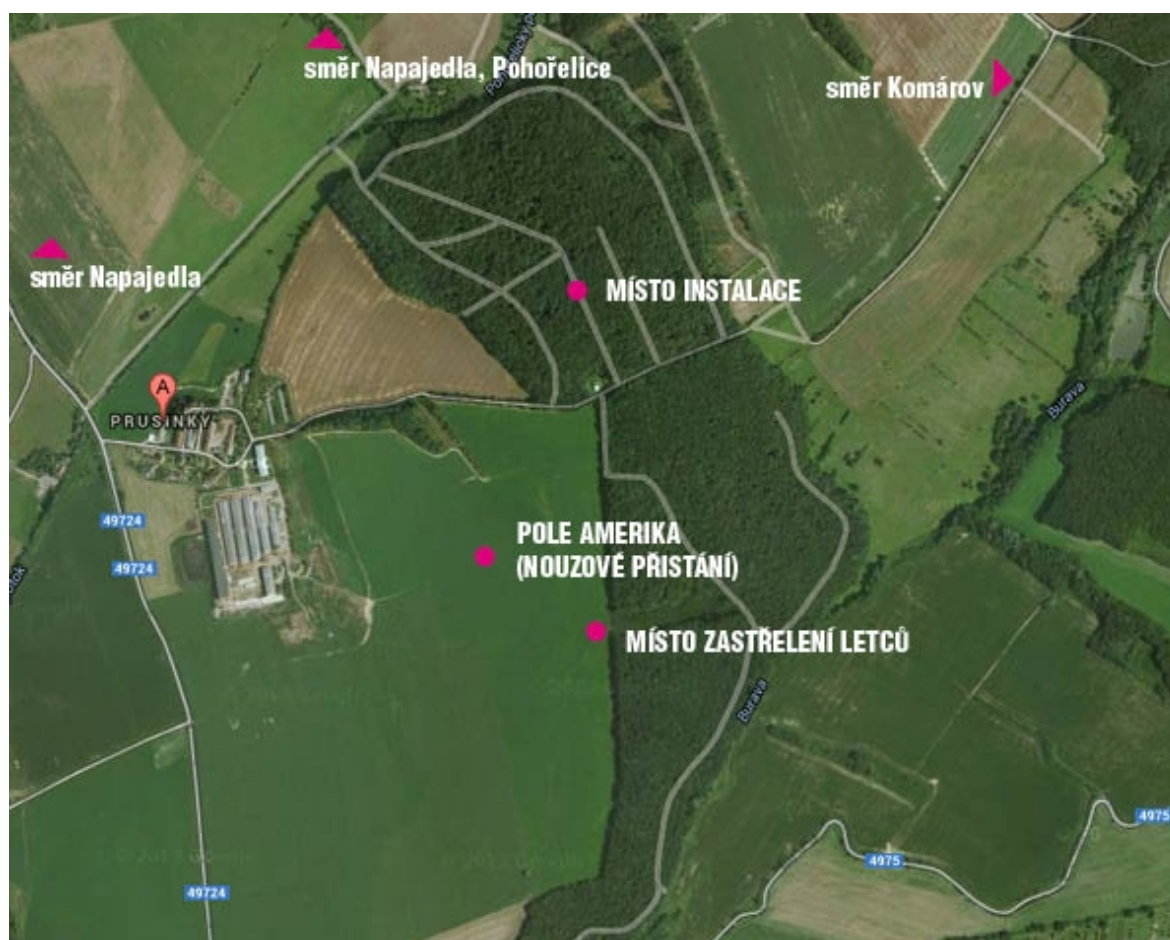 směr Napajedla, Pohořelice
směr Komárov
směr Napajedla
MÍSTO INSTALACE
A
PRUSINKY
49724
POLE AMERIKA
(NOUZOVÉ PŘISTÁNÍ)
49724
MÍSTO ZASTŘELENÍ LETCŮ
Burava
Burava
4975
4975
49724